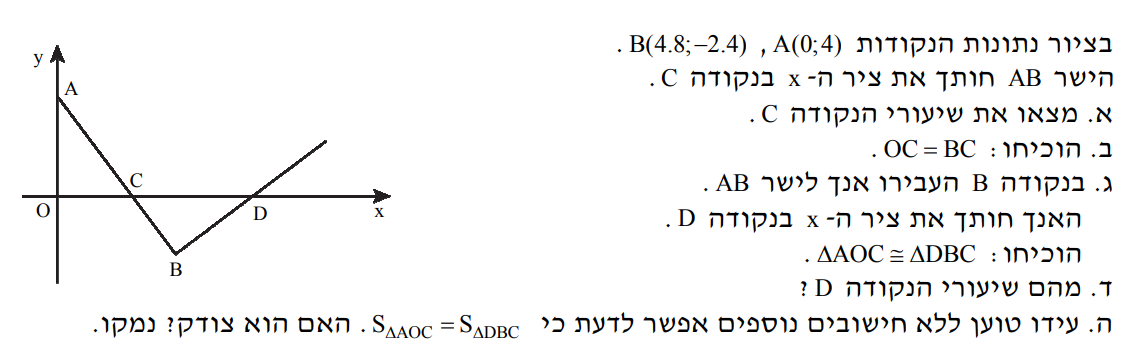 בציור נתונות הנקודות A(0;4) , B(4.8;−2.4) .
הישר AB חותך את ציר ה- x בנקודה C .
א. מצאו את שיעורי הנקודה C .
ב. הוכיחו : OC = BC .
ג. בנקודה B העבירו אנך לישר AB .
האנך חותך את ציר ה- x בנקודה D .
הוכיחו : ΔAOC ≅ ΔDBC .
ד. מהם שיעורי הנקודה D ?
ה. עידו טוען ללא חישובים נוספים אפשר לדעת כי S_ΔAOC = S_ΔDBC . האם הוא צודק? נמקו.
y
A
C
O
D
x
B